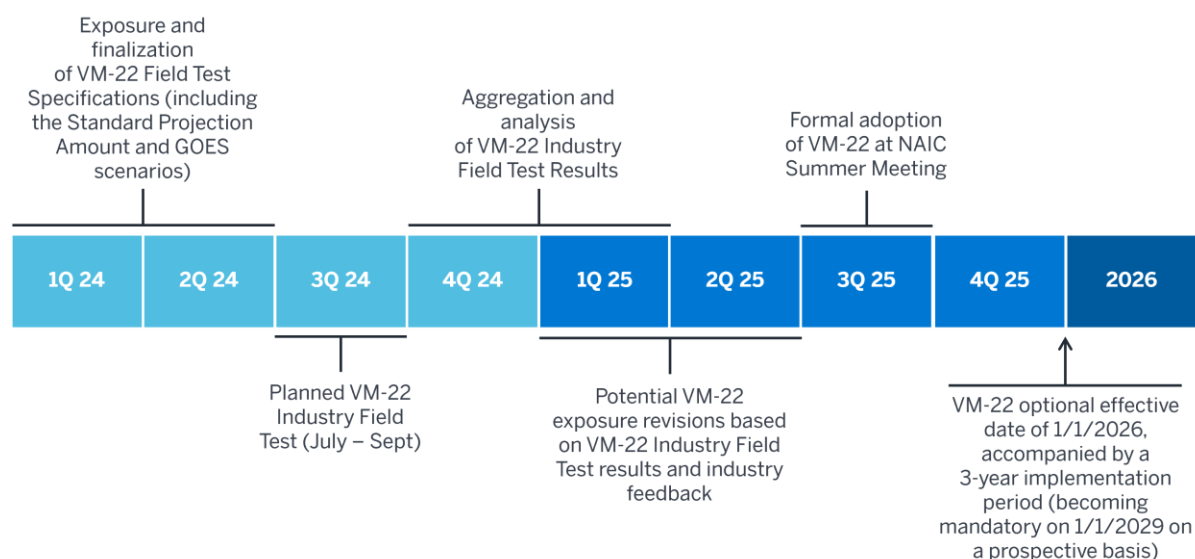 Exposure and
finalization
of VM-22 Field Test
Specifications (including
the Standard Projection
Amount and GOES
scenarios)
Aggregation and
analysis
of VM-22 Industry
Field Test Results
Formal adoption
of VM-22 at NAIC
Summer Meeting
1Q 24
2Q 24
3Q 24
4Q 24
1Q 25
2Q 25
3Q 25
4Q 25
2026
Planned VM-22
Industry Field
Test (July – Sept)
Potential VM-22
exposure revisions based
on VM-22 Industry Field
Test results and industry
feedback
VM-22 optional effective
date of 1/1/2026,
accompanied by a
3-year implementation
period (becoming
mandatory on 1/1/2029 on
a prospective basis)